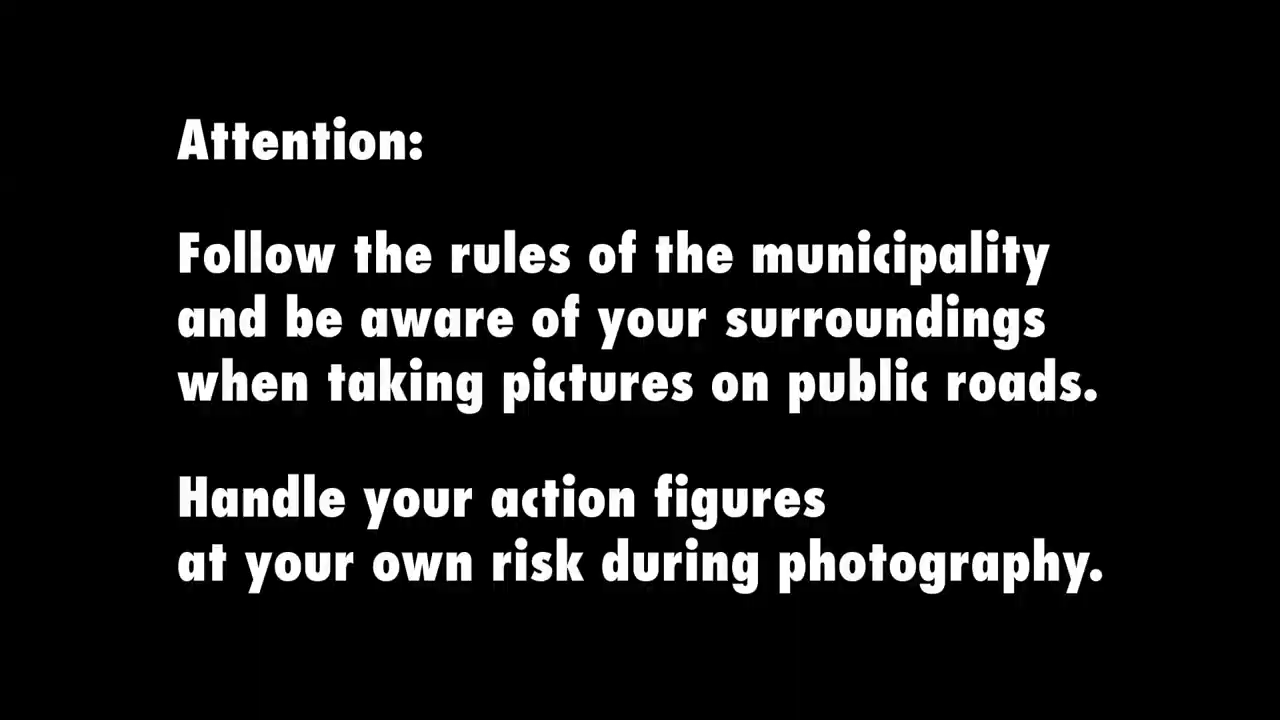 Attention:
Follow the rules of the municipality
and be aware of your surroundings
when taking pictures on public roads.
Handle your action figures
at your own risk during photography.